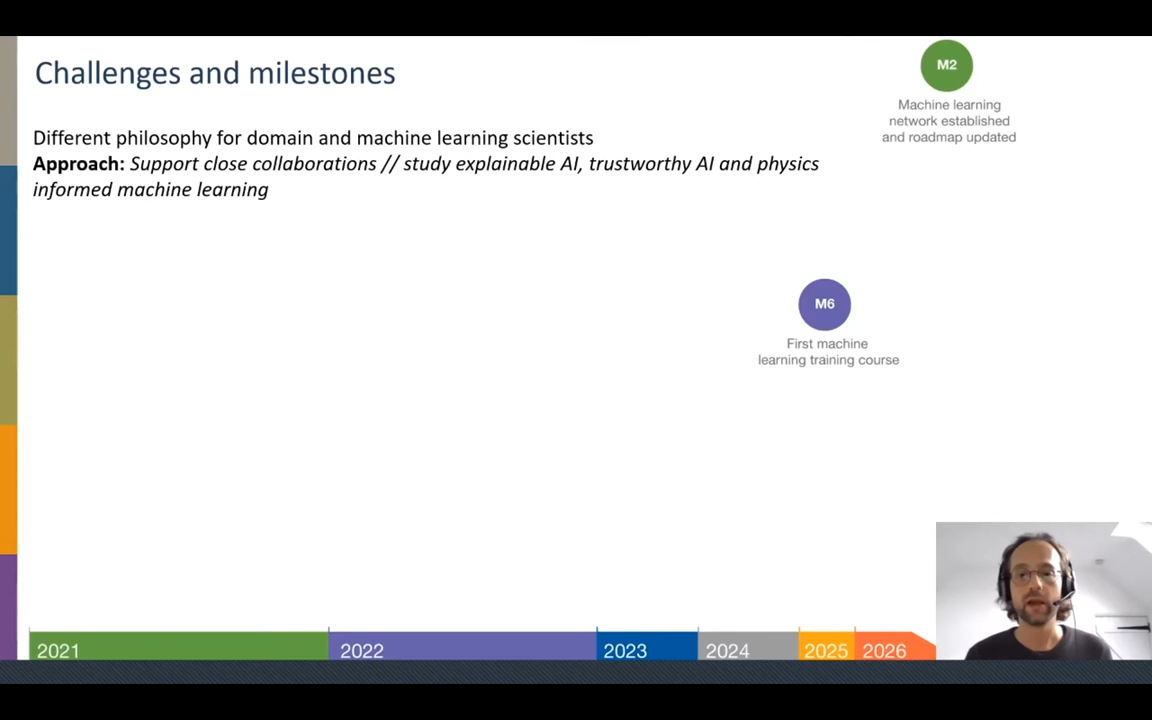 Challenges and milestones
Different philosophy for domain and machine learning scientists
Approach: Support close collaborations // study explainable AI, trustworthy AI and physics
informed machine learning
M2
Machine learning
network established
and roadmap updated
M6
First machine
learning training course
2021
2022
2023
2024
2025
2026